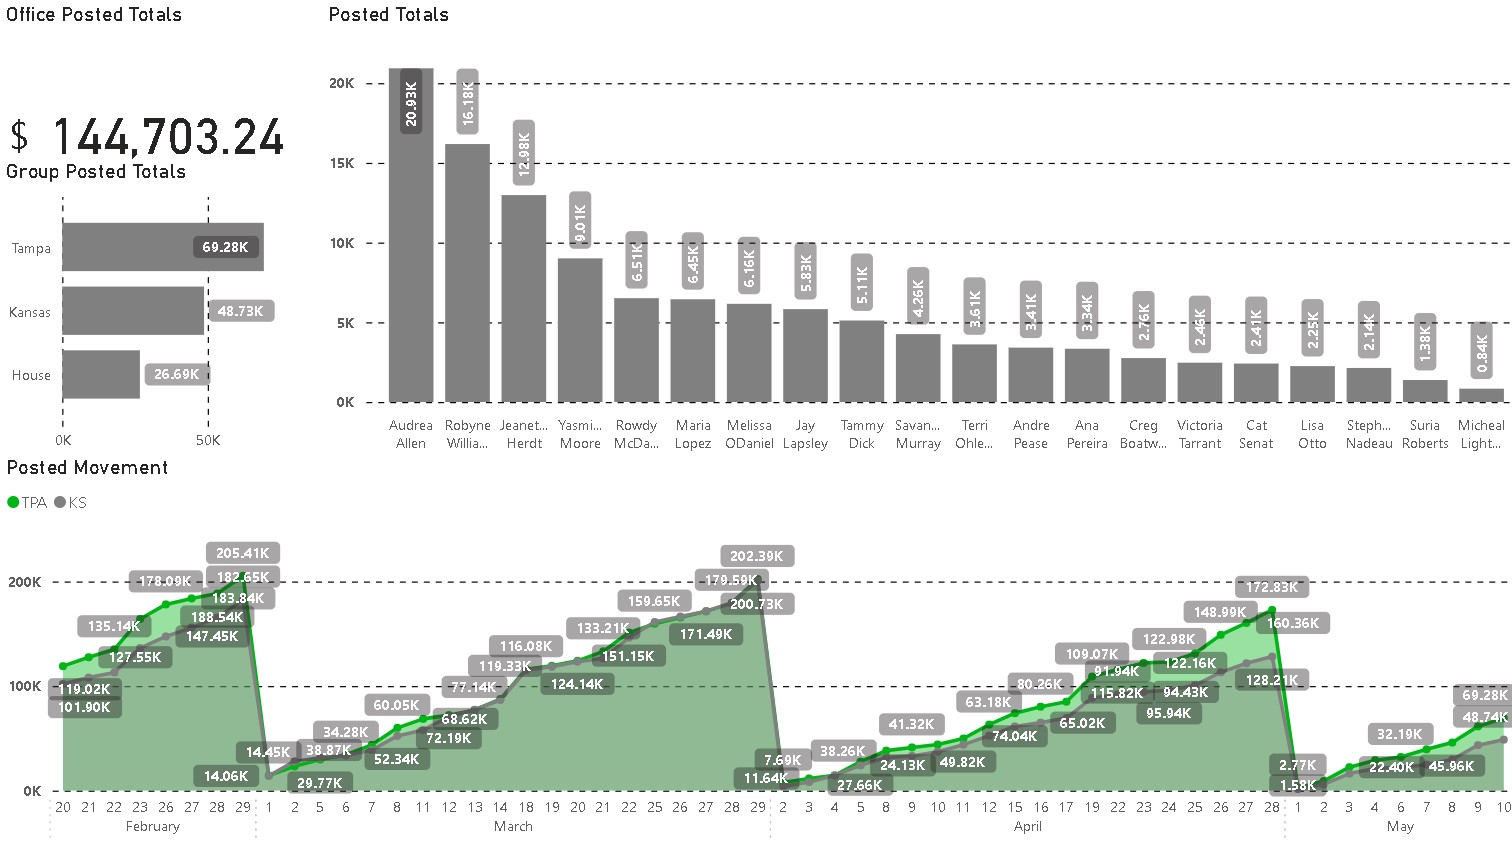 Office Posted Totals
$ 144,703.24
Group Posted Totals
Tampa 69.28K
Kansas 48.73K
House 26.69K
0K 50K
Posted Totals
20K
15K
10K
5K
0K
20.93K 16.18K 12.98K 9.01K 6.51K 6.45K 6.16K 5.83K 5.11K 4.26K 3.61K 3.41K 3.34K 2.76K 2.46K 2.41K 2.25K 2.14K 1.38K 0.84K
Audrea Robyne Jeanet... Yasmi... Rowdy Maria Melissa Jay Tammy Savan... Terri Andre Ana Creg Victoria Cat Lisa Steph... Suria Micheal
Allen Willia... Herdt Moore McDa... Lopez ODaniel Lapsley Dick Murray Ohle... Pease Pereira Boatw... Tarrant Senat Otto Nadeau Roberts Light...
Posted Movement
TPA KS
200K
100K
0K
119.02K
101.90K
135.14K
127.55K
178.09K
205.41K
182.65K
183.84K
188.54K
147.45K
14.45K
14.06K
38.87K
29.77K
34.28K
60.05K
52.34K
77.14K
68.62K
72.19K
116.08K
119.33K
124.14K
133.21K
151.15K
159.65K
171.49K
202.39K
179.59K
200.73K
7.69K
11.64K
38.26K
27.66K
41.32K
24.13K
49.82K
63.18K
74.04K
80.26K
65.02K
109.07K
91.94K
115.82K
122.98K
122.16K
94.43K
95.94K
148.99K
172.83K
160.36K
128.21K
2.77K
1.58K
32.19K
22.40K
45.96K
69.28K
48.74K
20 21 22 23 26 27 28 29 1 2 5 6 7 8 11 12 13 14 18 19 20 21 22 25 26 27 28 29 2 3 4 5 8 9 10 11 12 15 16 17 19 22 23 24 25 26 27 28 1 2 3 4 6 7 8 9 10
February March April May